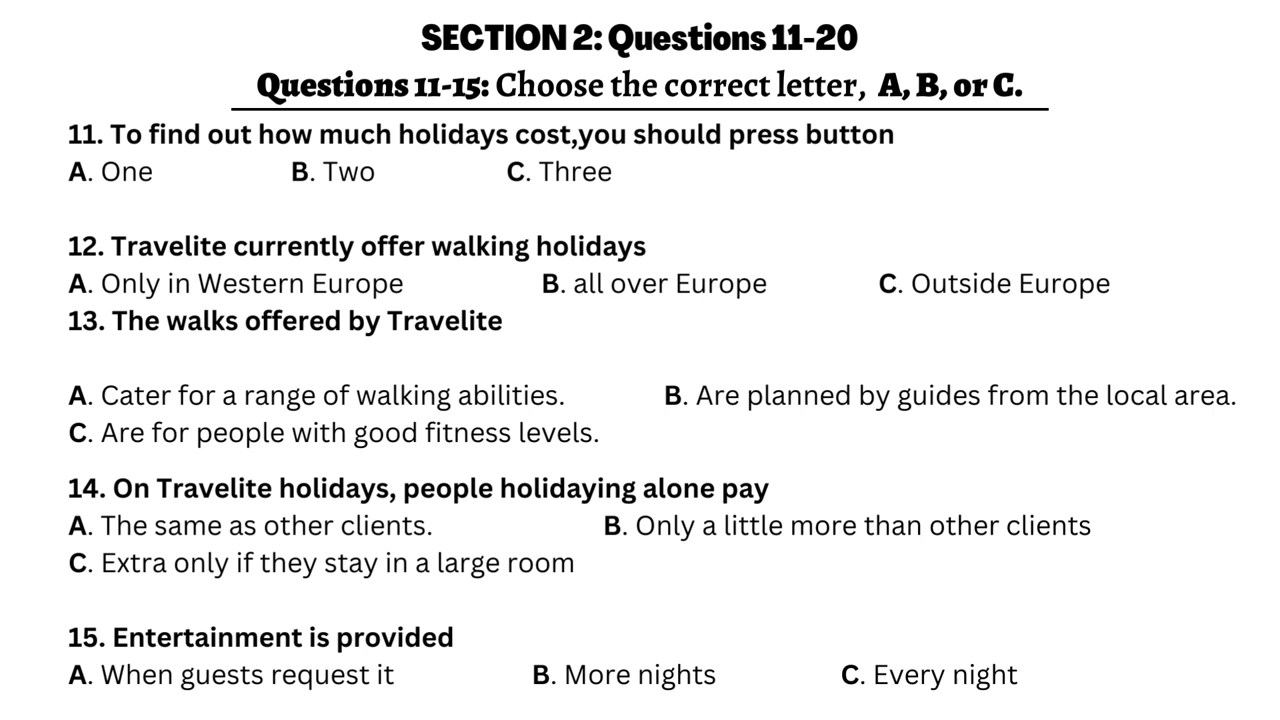 SECTION 2: Questions 11-20
Questions 11-15: Choose the correct letter, A, B, or C.
11. To find out how much holidays cost,you should press button
A. One B. Two C. Three
12. Travelite currently offer walking holidays
A. Only in Western Europe B. all over Europe C. Outside Europe
13. The walks offered by Travelite
A. Cater for a range of walking abilities. B. Are planned by guides from the local area.
C. Are for people with good fitness levels.
14. On Travelite holidays, people holidaying alone pay
A. The same as other clients. B. Only a little more than other clients
C. Extra only if they stay in a large room
15. Entertainment is provided
A. When guests request it B. More nights C. Every night